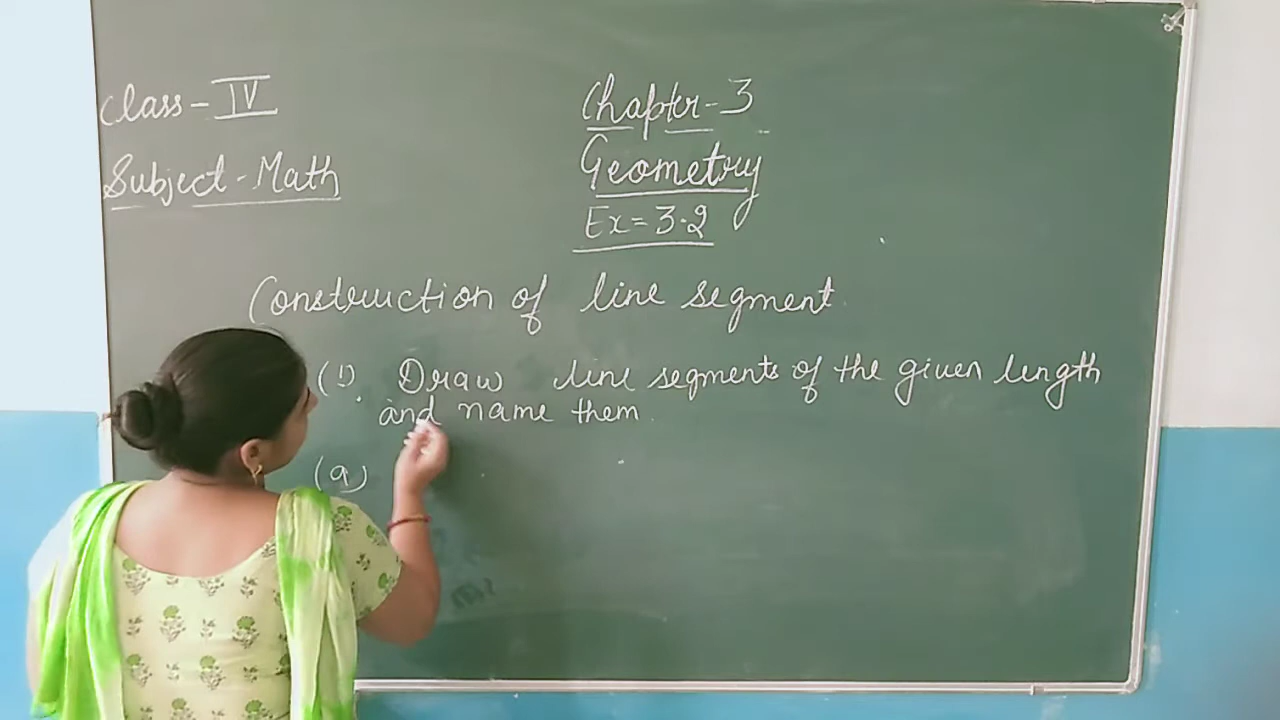 Class - IV
Subject - Math
Chapter - 3
Geometry
Ex = 3.2
Construction of line segment
(1). Draw line segments of the given length
and name them.
(a)